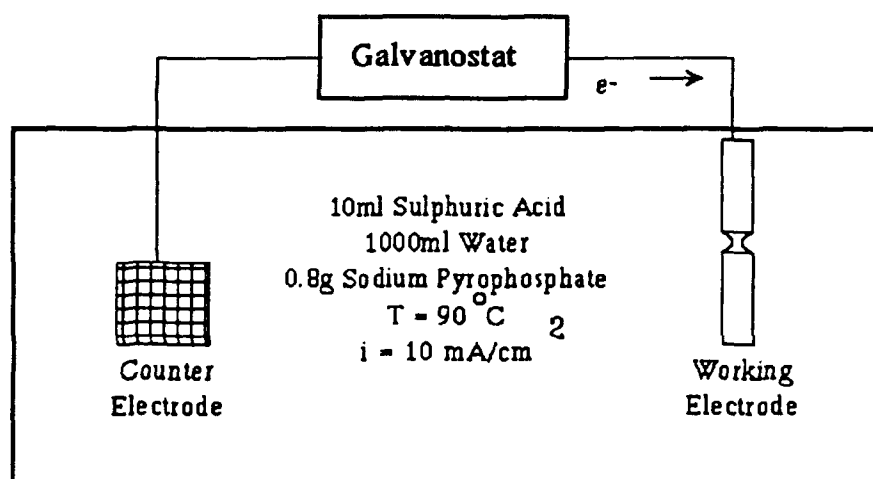 Galvanostat
e-
10ml Sulphuric Acid
1000ml Water
0.8g Sodium Pyrophosphate
T = 90°C
i = 10 mA/cm 2
Counter
Electrode
Working
Electrode